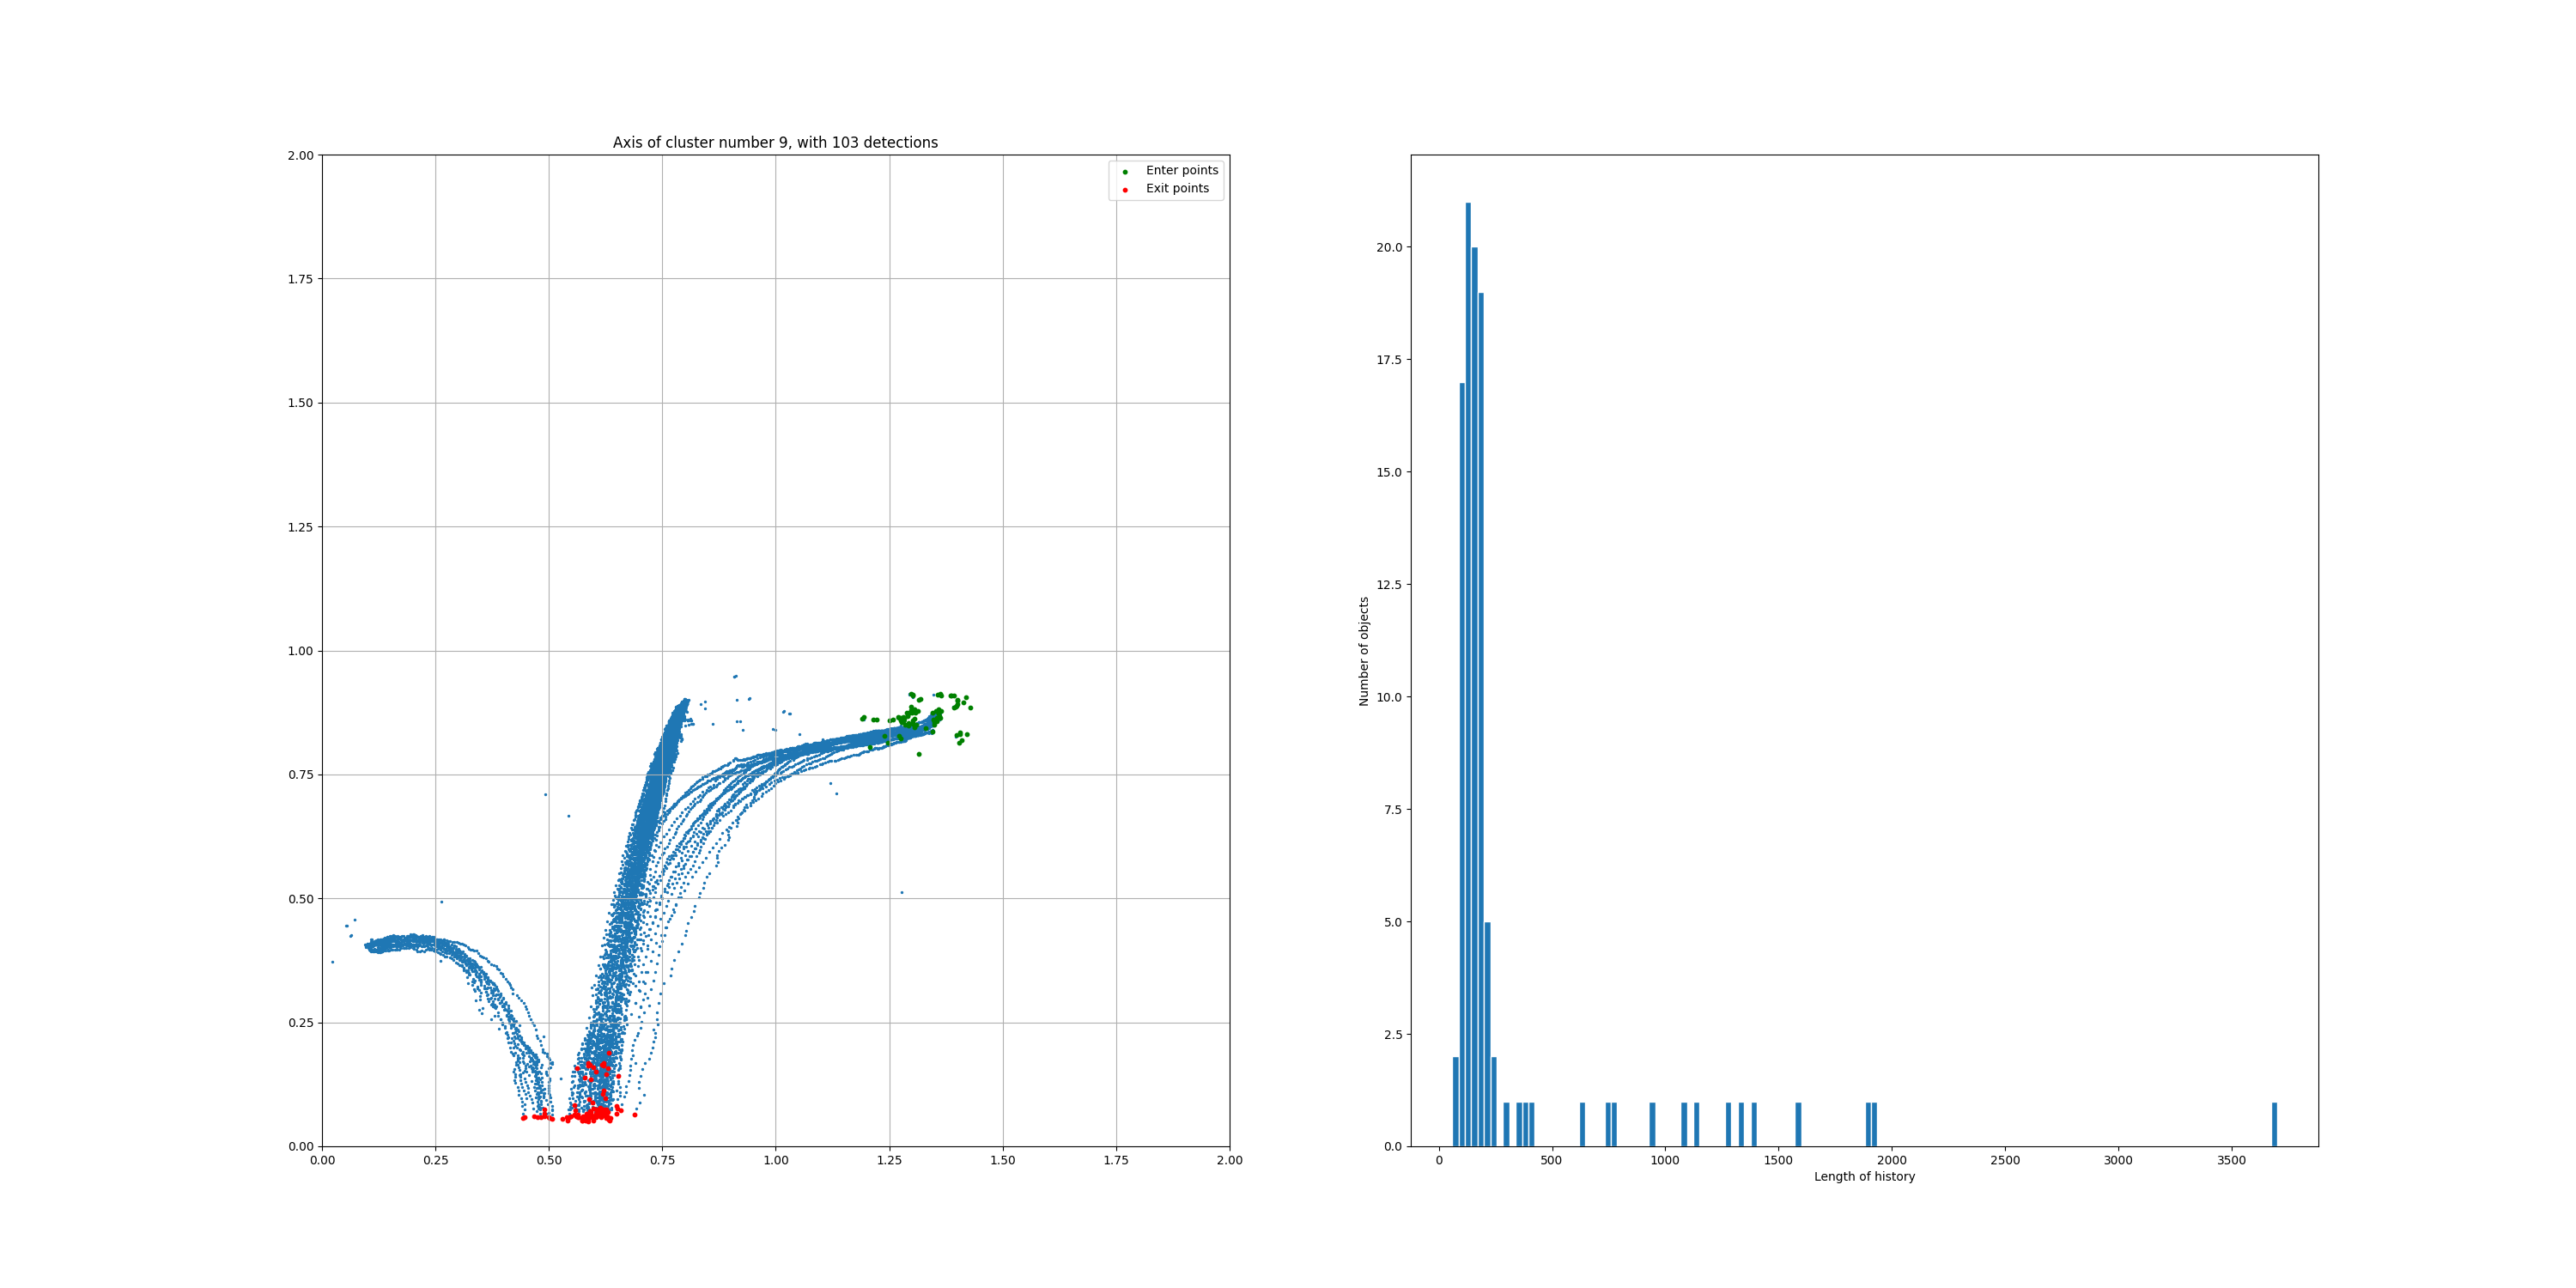 Axis of cluster number 9, with 103 detections
Enter points
Exit points
2.00
1.75
1.50
1.25
1.00
0.75
0.50
0.25
0.00
0.00 0.25 0.50 0.75 1.00 1.25 1.50 1.75 2.00
Number of objects
20.0
17.5
15.0
12.5
10.0
7.5
5.0
2.5
0.0
0 500 1000 1500 2000 2500 3000 3500
Length of history